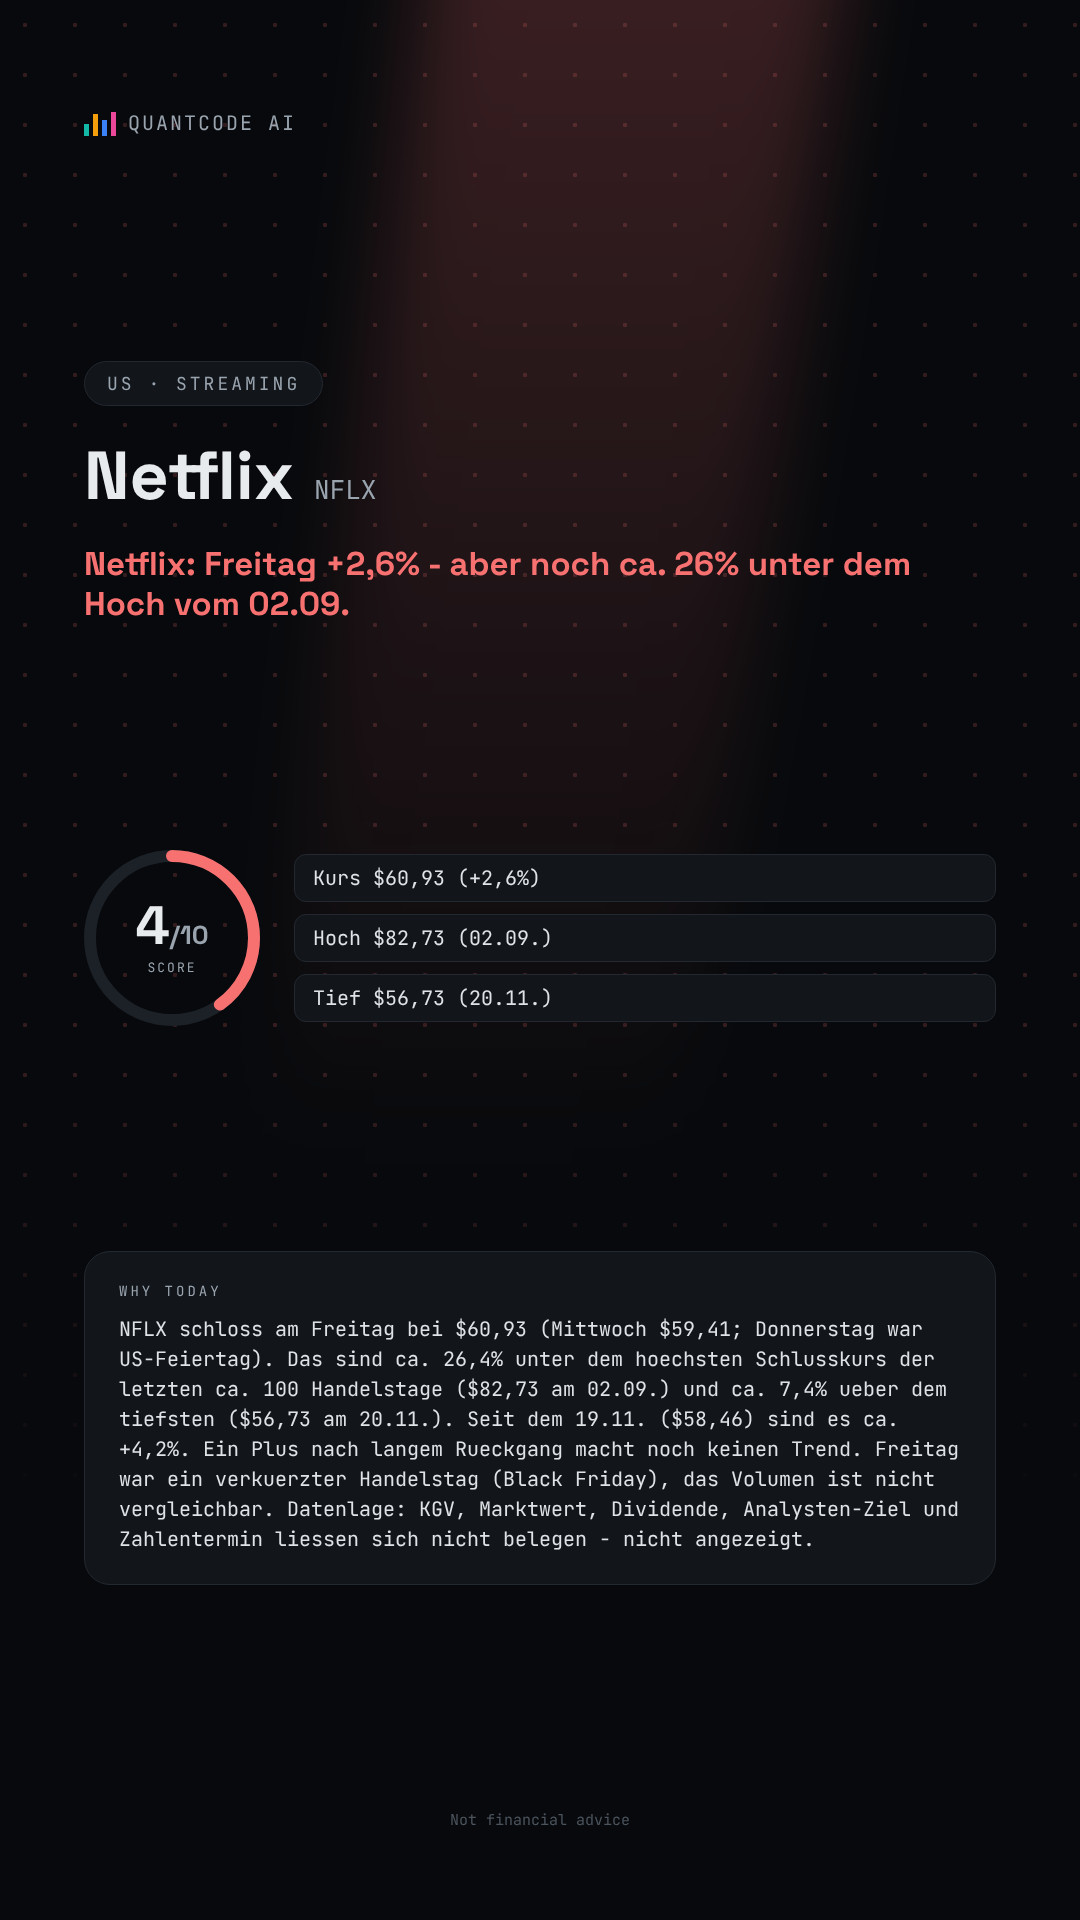 QUANTCODE AI
US · STREAMING
Netflix NFLX
Netflix: Freitag +2,6% - aber noch ca. 26% unter dem
Hoch vom 02.09.
4/10
SCORE
Kurs $60,93 (+2,6%)
Hoch $82,73 (02.09.)
Tief $56,73 (20.11.)
WHY TODAY
NFLX schloss am Freitag bei $60,93 (Mittwoch $59,41; Donnerstag war
US-Feiertag). Das sind ca. 26,4% unter dem hoechsten Schlusskurs der
letzten ca. 100 Handelstage ($82,73 am 02.09.) und ca. 7,4% ueber dem
tiefsten ($56,73 am 20.11.). Seit dem 19.11. ($58,46) sind es ca.
+4,2%. Ein Plus nach langem Rueckgang macht noch keinen Trend. Freitag
war ein verkuerzter Handelstag (Black Friday), das Volumen ist nicht
vergleichbar. Datenlage: KGV, Marktwert, Dividende, Analysten-Ziel und
Zahlentermin liessen sich nicht belegen - nicht angezeigt.
Not financial advice